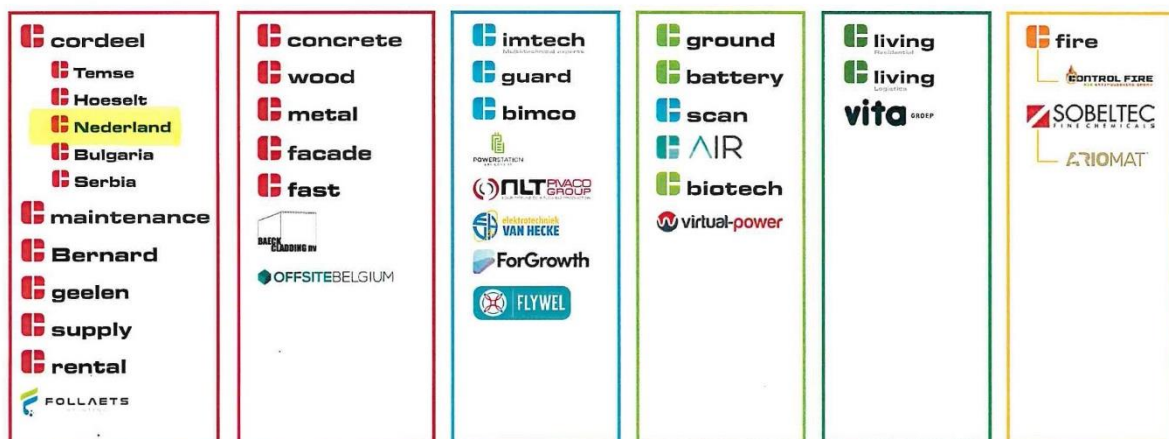 cordeel
Temse
Hoeselt
Nederland
Bulgaria
Serbia
maintenance
Bernard
geelen
supply
rental
FOLLAETS
concrete
wood
metal
facade
fast
BAECK
CLADDING BV
OFFSITEBELGIUM
imtech
guard
bimco
POWERSTATION
NLT PIVACO
GROUP
elektrotechniek
VAN HECKE
ForGrowth
FLYWEL
ground
battery
scan
AIR
biotech
virtual-power
living
Residential
living
Logistics
vita GROEP
fire
CONTROL FIRE
SOBELTEC
FINE CHEMICALS
ARIOMAT